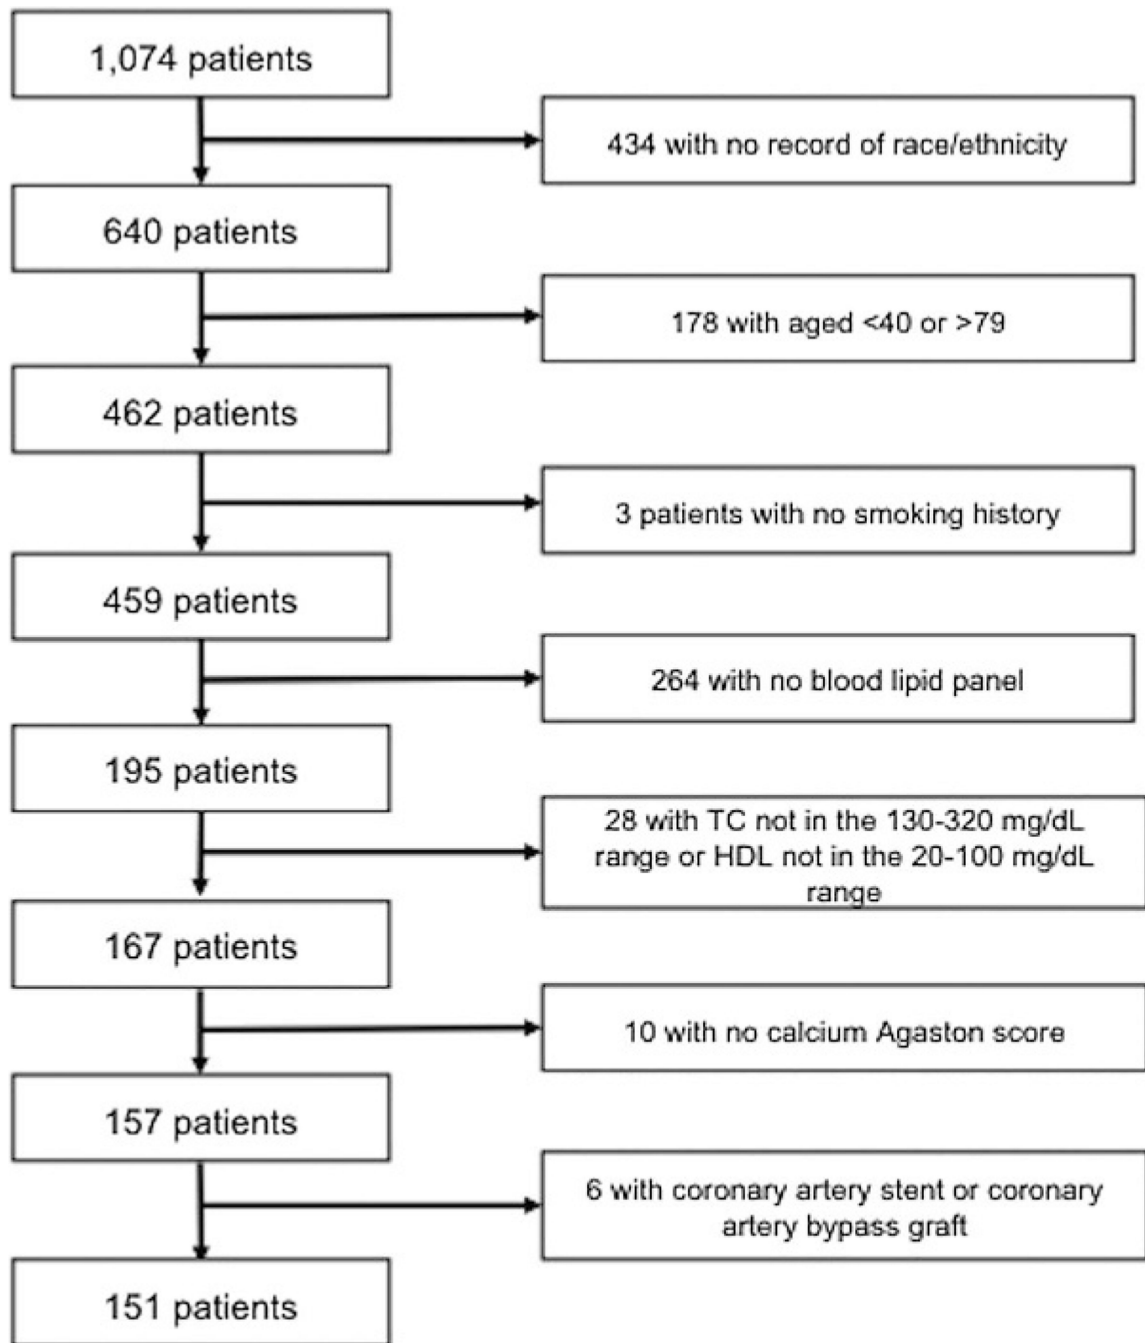 1,074 patients
434 with no record of race/ethnicity
640 patients
178 with aged <40 or >79
462 patients
3 patients with no smoking history
459 patients
264 with no blood lipid panel
195 patients
28 with TC not in the 130-320 mg/dL
range or HDL not in the 20-100 mg/dL
range
167 patients
10 with no calcium Agaston score
157 patients
6 with coronary artery stent or coronary
artery bypass graft
151 patients